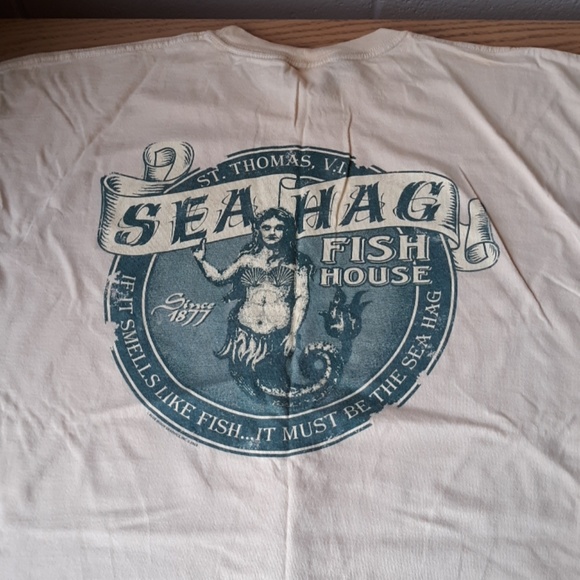 ST. THOMAS, V.I.
SEA HAG
FISH
HOUSE
Since
1877
IF IT SMELLS LIKE FISH...IT MUST BE THE SEA HAG